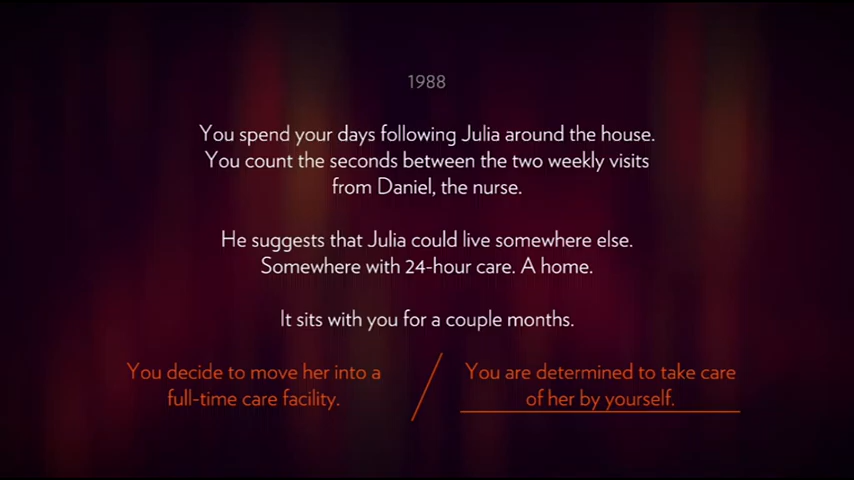 1988
You spend your days following Julia around the house.
You count the seconds between the two weekly visits
from Daniel, the nurse.
He suggests that Julia could live somewhere else.
Somewhere with 24-hour care. A home.
It sits with you for a couple months.
You decide to move her into a
full-time care facility.
You are determined to take care
of her by yourself.